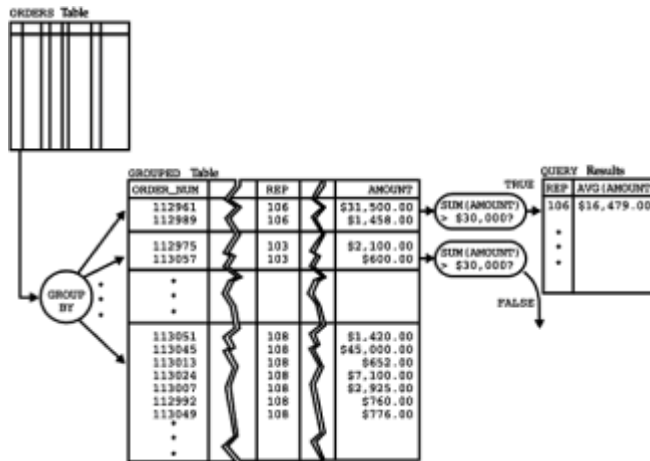 ORDERS Table
GROUPED Table
ORDER_NUM REP AMOUNT
112961 106 $31,500.00
112989 106 $1,458.00
112975 103 $2,100.00
113057 103 $600.00
113051 108 $1,420.00
113045 108 $45,000.00
113013 108 $652.00
113024 108 $7,100.00
113007 108 $2,925.00
112992 108 $760.00
113049 108 $776.00
GROUP
BY
TRUE
SUM(AMOUNT)
> $30,000?
SUM(AMOUNT)
> $30,000?
FALSE
QUERY Results
REP AVG(AMOUNT
106 $16,479.00